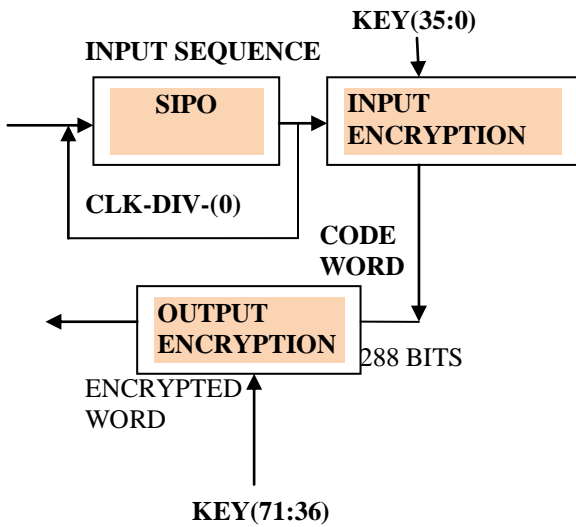 KEY(35:0)
INPUT SEQUENCE
SIPO
INPUT
ENCRYPTION
CLK-DIV-(0)
CODE
WORD
OUTPUT
ENCRYPTION
288 BITS
ENCRYPTED
WORD
KEY(71:36)